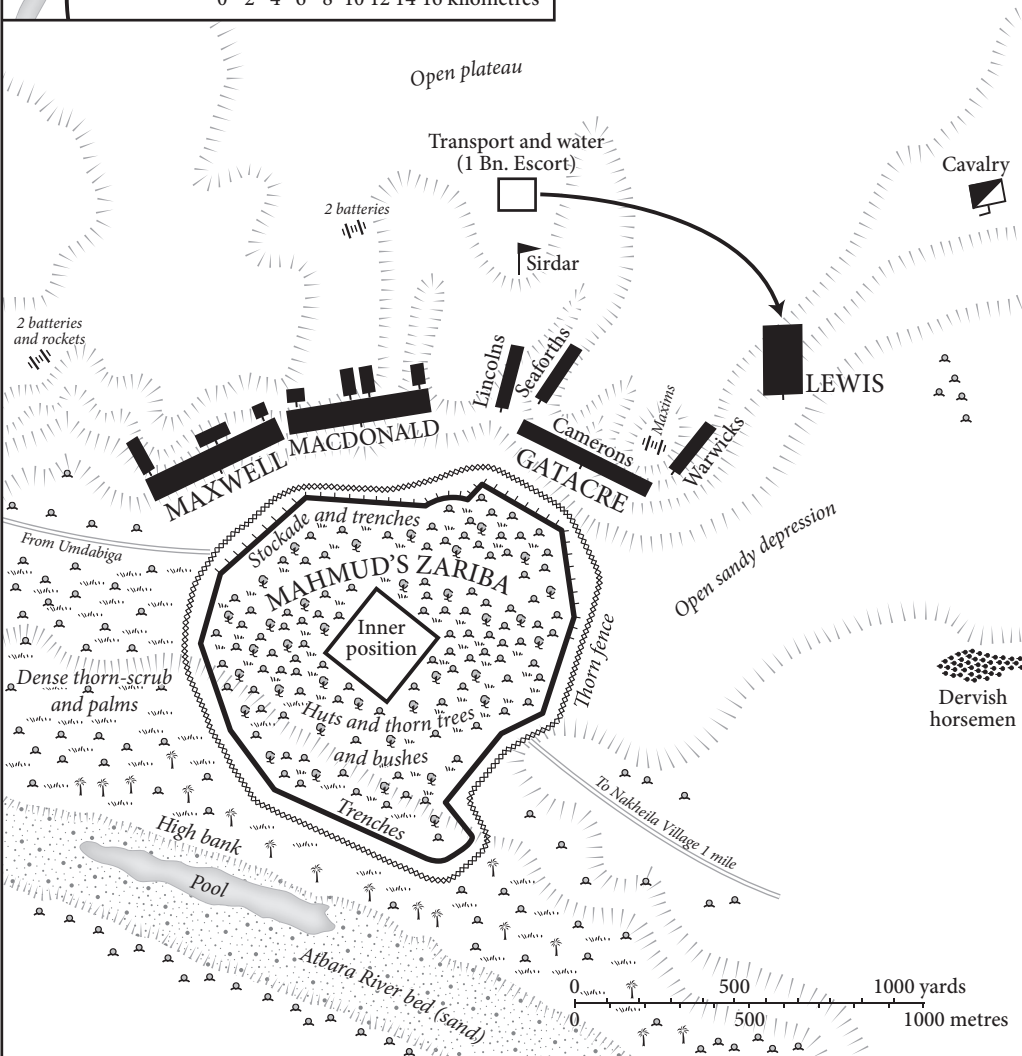 0 2 4 6 8 10 12 14 16 kilometres
Open plateau
Transport and water
(1 Bn. Escort)
Cavalry
2 batteries
Sirdar
2 batteries
and rockets
Lincolns
Seaforths
LEWIS
MACDONALD
MAXWELL
Camerons
Maxims
Warwicks
GATACRE
From Umdabiga
Stockade and trenches
MAHMUD'S ZARIBA
Open sandy depression
Inner
position
Thorn fence
Dense thorn-scrub
and palms
Dervish
horsemen
Huts and thorn trees
and bushes
Trenches
To Nakheila Village 1 mile
High bank
Pool
Atbara River bed (sand)
0 500 1000 yards
0 500 1000 metres